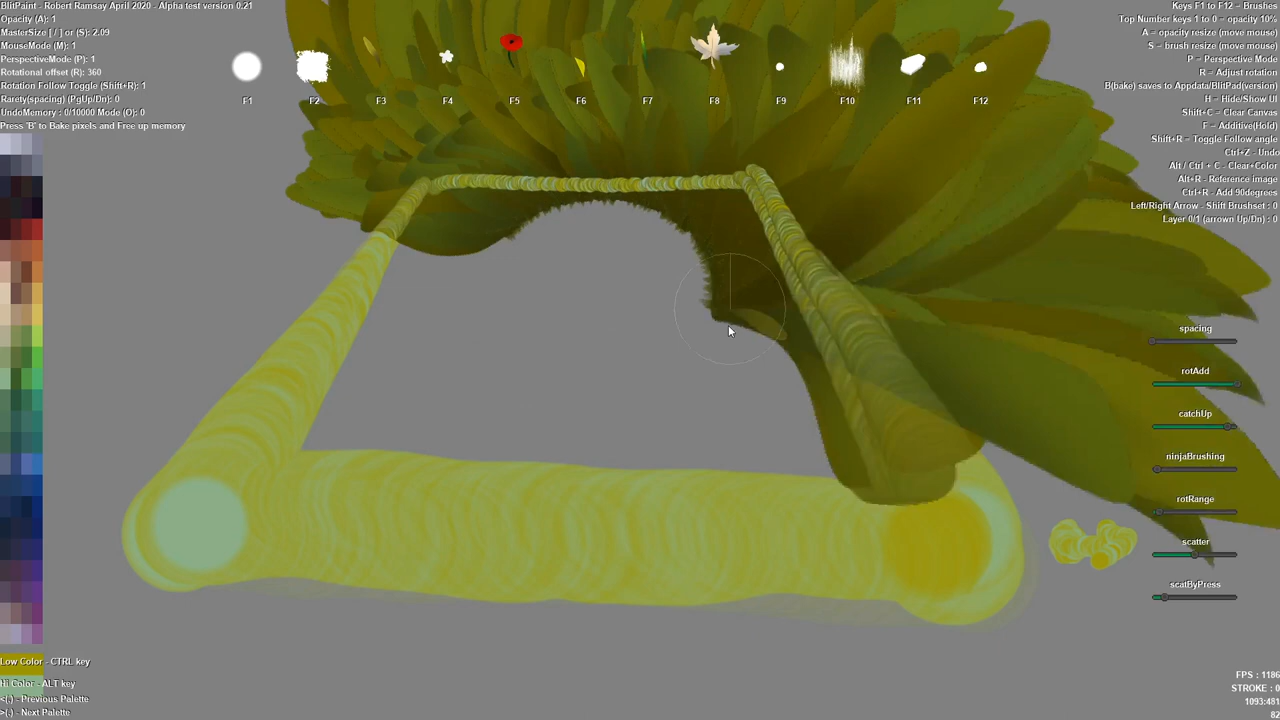 BlitPaint - Robert Ramsay April 2020 - Alpha test version 0.21
Opacity (A): 1
MasterSize [ / ] or (S): 2.09
MouseMode (M): 1
PerspectiveMode (P): 1
Rotational offset (R): 360
Rotation Follow Toggle (Shift+R): 1
Rarety(spacing) (PgUp/Dn): 0
UndoMemory : 0/10000 Mode (O): 0
Press 'B' to Bake pixels and Free up memory
F1
F2
F3
F4
F5
F6
F7
F8
F9
F10
F11
F12
Keys F1 to F12 = Brushes
Top Number keys 1 to 0 = opacity 10%
A = opacity resize (move mouse)
S = brush resize (move mouse)
P = Perspective Mode
R = Adjust rotation
B(bake) saves to Appdata/BlitPad(version)
H = Hide/Show UI
Shift+C = Clear Canvas
F = Additive(Hold)
Shift+R = Toggle Follow angle
Ctrl+Z - Undo
Alt / Ctrl + C - Clear+Color
Alt+R - Reference image
Ctrl+R - Add 90degrees
Left/Right Arrow - Shift Brushset : 0
Layer 0/1 (arrown Up/Dn) : 0
spacing
rotAdd
catchUp
ninjaBrushing
rotRange
scatter
scatByPress
Low Color - CTRL key
Hi Color - ALT key
<(,) - Previous Palette
>(.) - Next Palette
FPS : 1186
STROKE : 0
1093:481
82